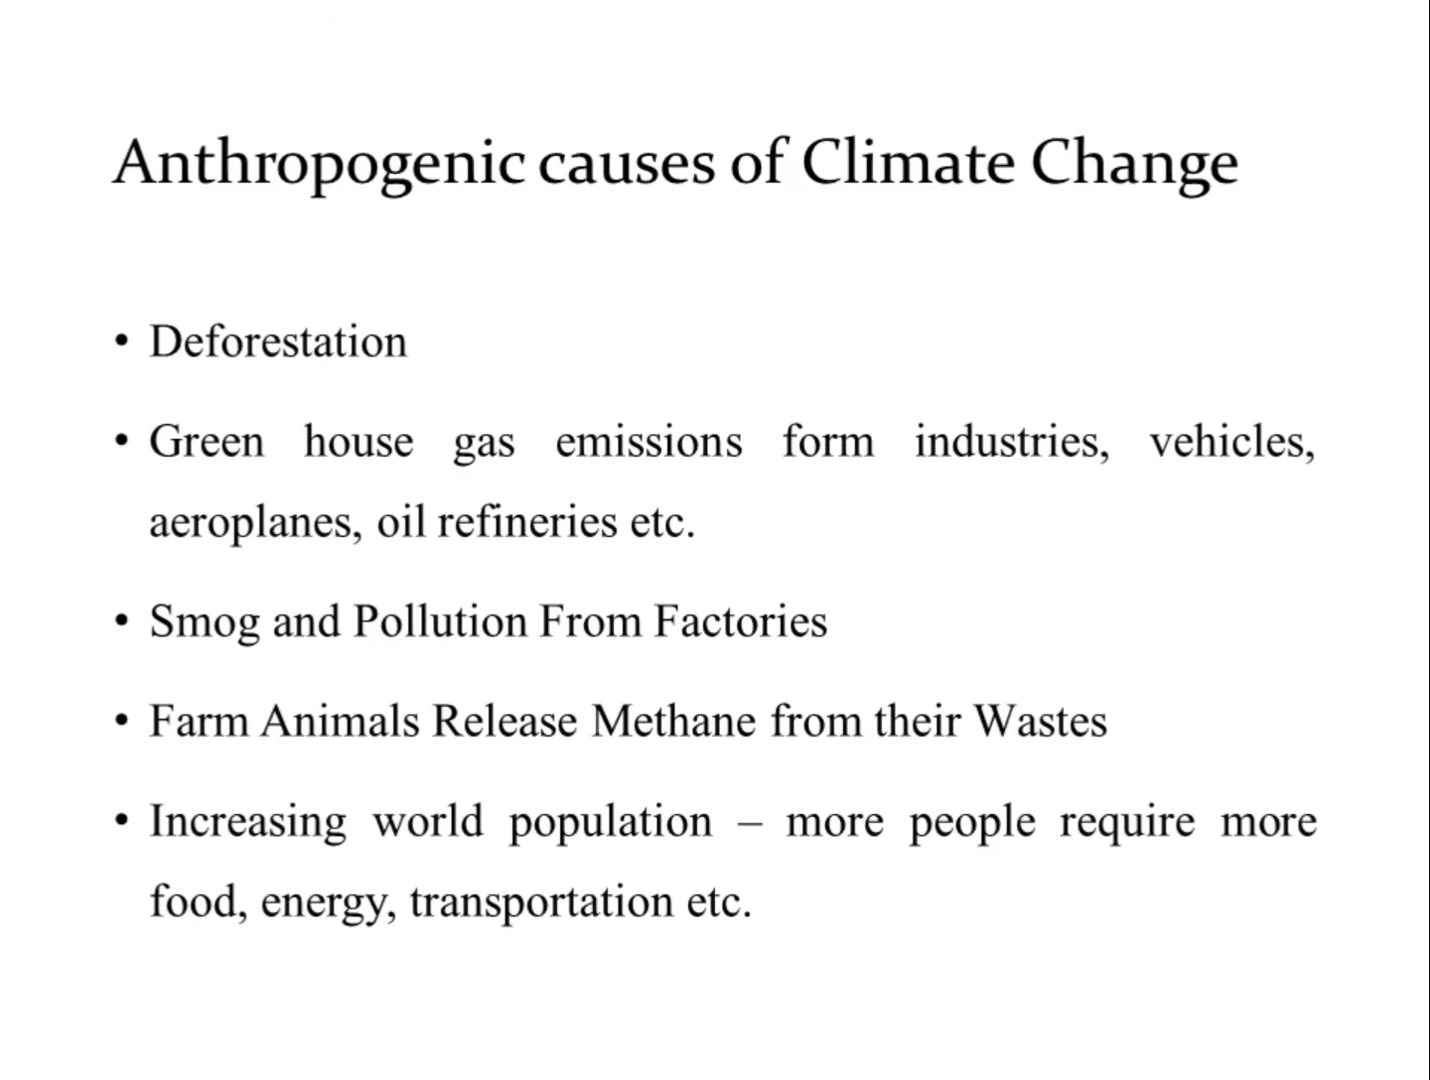 Anthropogenic causes of Climate Change
• Deforestation
• Green house gas emissions form industries, vehicles,
aeroplanes, oil refineries etc.
• Smog and Pollution From Factories
• Farm Animals Release Methane from their Wastes
• Increasing world population – more people require more
food, energy, transportation etc.